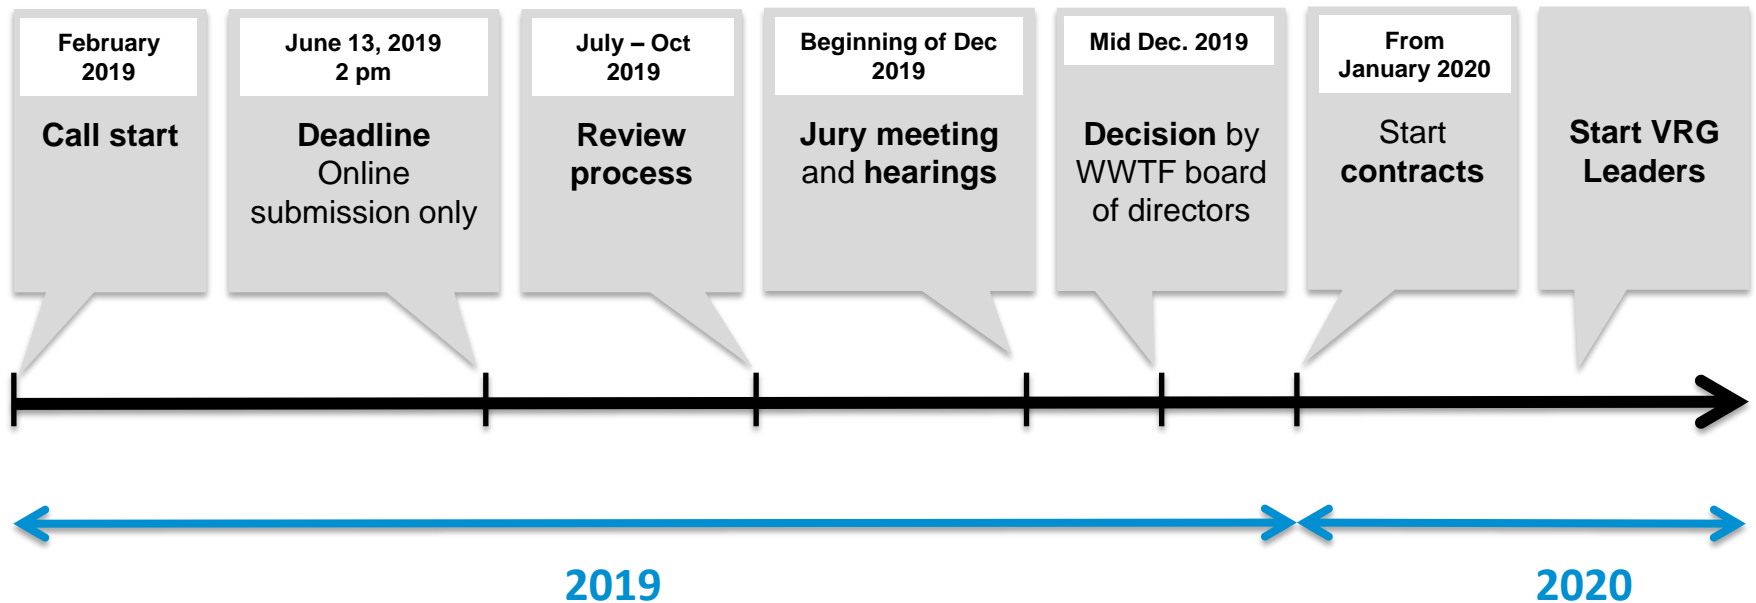 February
2019
Call start
June 13, 2019
2 pm
Deadline
Online
submission only
July – Oct
2019
Review
process
Beginning of Dec
2019
Jury meeting
and hearings
Mid Dec. 2019
Decision by
WWTF board
of directors
From
January 2020
Start
contracts
Start VRG
Leaders
2019
2020